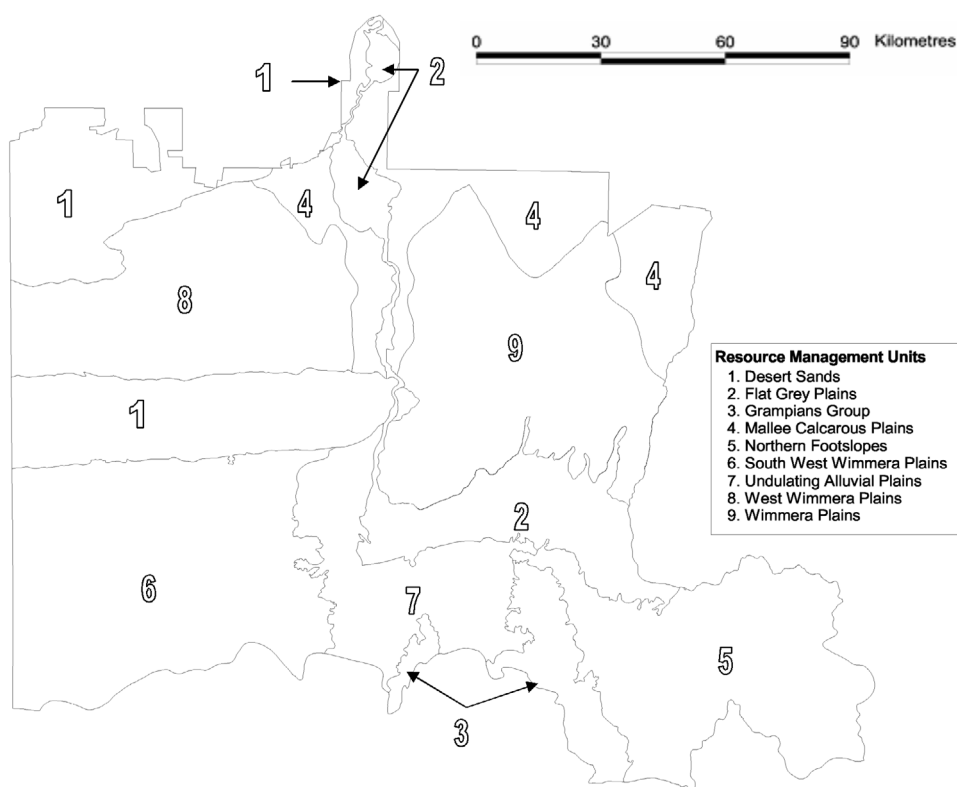 0 30 60 90 Kilometres
1
2
1
4
4
4
8
9
1
Resource Management Units
1. Desert Sands
2. Flat Grey Plains
3. Grampians Group
4. Mallee Calcarous Plains
5. Northern Footslopes
6. South West Wimmera Plains
7. Undulating Alluvial Plains
8. West Wimmera Plains
9. Wimmera Plains
2
6
7
5
3